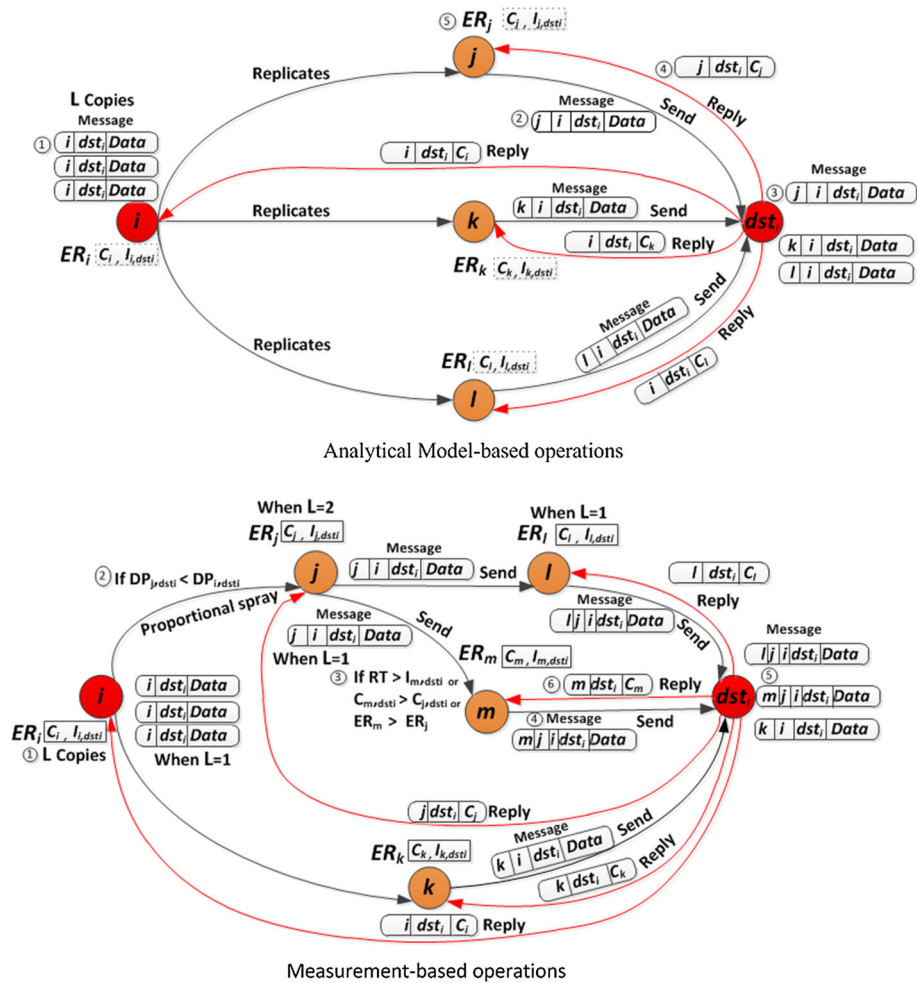 ⑤ ERj Cj , Ij,dsti
j
Replicates
④ j dsti Cj
Reply
L Copies
Message
① i dsti Data
i dsti Data
i dsti Data
Message
Send
② j i dsti Data
i dsti Ci Reply
i
ERi Ci , Ii,dsti
Replicates
k
Message
k i dsti Data Send
i dsti Ck Reply
ERk Ck, Ik,dsti
dsti
③ j i dsti Data
k i dsti Data
l i dsti Data
Replicates
ERl Cl, Il,dsti
l
Message
l i dsti Data
Send
Reply
i dsti Cl
Analytical Model-based operations
When L=2
ERj Cj , Ij,dsti
j
When L=1
ERl Cl , Il,dsti
l
② If DPj,dsti < DPi,dsti
Proportional spray
Message
j i dsti Data Send
l dsti Cl
Reply
Message
j i dsti Data
When L=1
Send
Message
l j i dsti Data
Send
ERm Cm, Im,dsti
③ If RT > Im,dsti or
Cm,dsti > Cj,dsti or
ERm > ERj
m
⑥ m dsti Cm Reply
④ Message Send
m j i dsti Data
dsti
l j i dsti Data
⑤
m j i dsti Data
k i dsti Data
i
ERi Ci , Ii,dsti
① L Copies
i dsti Data
i dsti Data
i dsti Data
When L=1
j dsti Cj Reply
ERk Ck, Ik,dsti
k
Message
k i dsti Data
Send
k dsti Ck
Reply
i dsti Ci Reply
Measurement-based operations